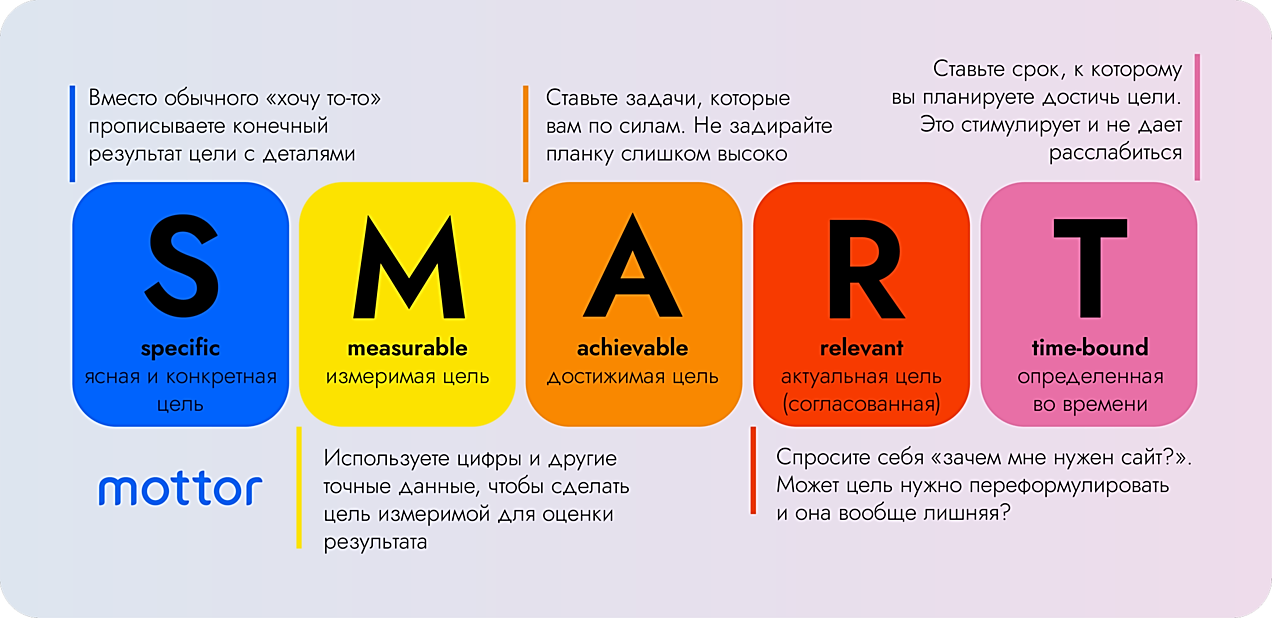 Вместо обычного «хочу то-то»
прописываете конечный
результат цели с деталями
Ставьте задачи, которые
вам по силам. Не задирайте
планку слишком высоко
Ставьте срок, к которому
вы планируете достичь цели.
Это стимулирует и не дает
расслабиться
S
specific
ясная и конкретная
цель
M
measurable
измеримая цель
A
achievable
достижимая цель
R
relevant
актуальная цель
(согласованная)
T
time-bound
определенная
во времени
mottor
Используете цифры и другие
точные данные, чтобы сделать
цель измеримой для оценки
результата
Спросите себя «зачем мне нужен сайт?».
Может цель нужно переформулировать
и она вообще лишняя?